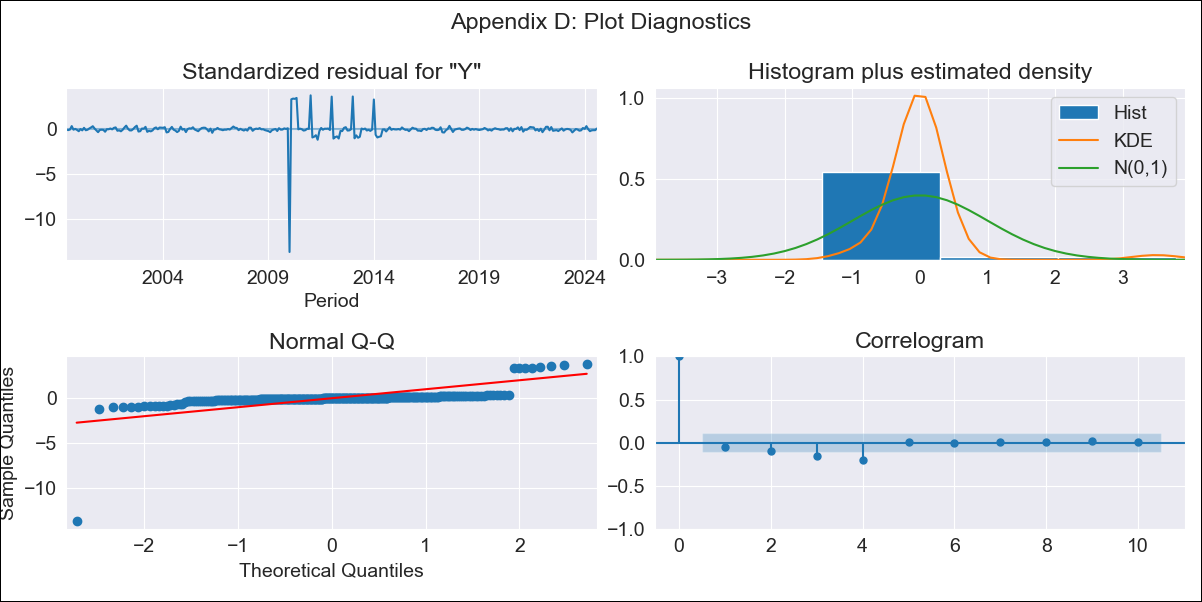 Appendix D: Plot Diagnostics
Standardized residual for "Y"
0
−5
−10
2004 2009 2014 2019 2024
Period
Histogram plus estimated density
1.0
0.5
0.0
−3 −2 −1 0 1 2 3
Hist
KDE
N(0,1)
Normal Q-Q
Sample Quantiles
0
−5
−10
−2 −1 0 1 2
Theoretical Quantiles
Correlogram
1.0
0.5
0.0
−0.5
−1.0
0 2 4 6 8 10